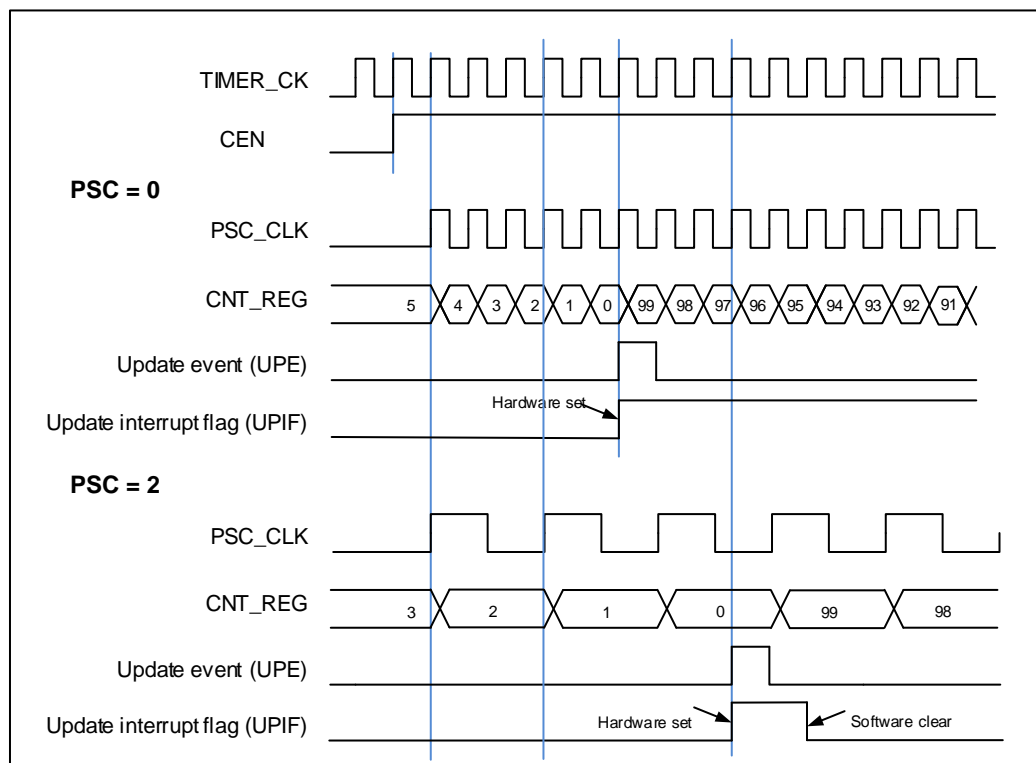 TIMER_CK
CEN
PSC = 0
PSC_CLK
CNT_REG 5 4 3 2 1 0 99 98 97 96 95 94 93 92 91
Update event (UPE)
Hardware set
Update interrupt flag (UPIF)
PSC = 2
PSC_CLK
CNT_REG 3 2 1 0 99 98
Update event (UPE)
Update interrupt flag (UPIF) Hardware set Software clear